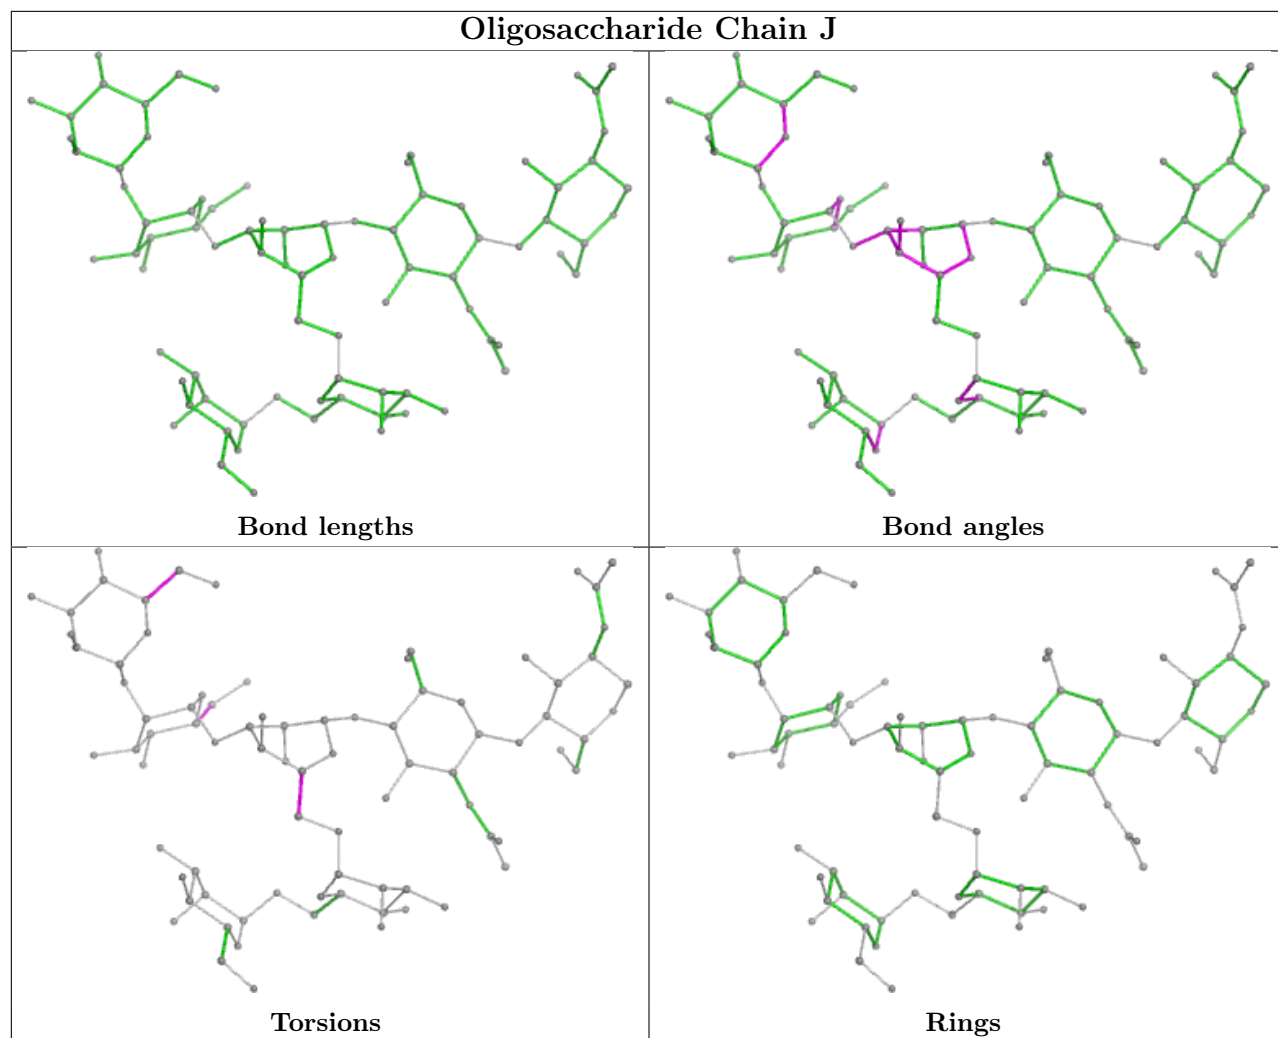 Oligosaccharide Chain J
Bond lengths
Bond angles
Torsions
Rings